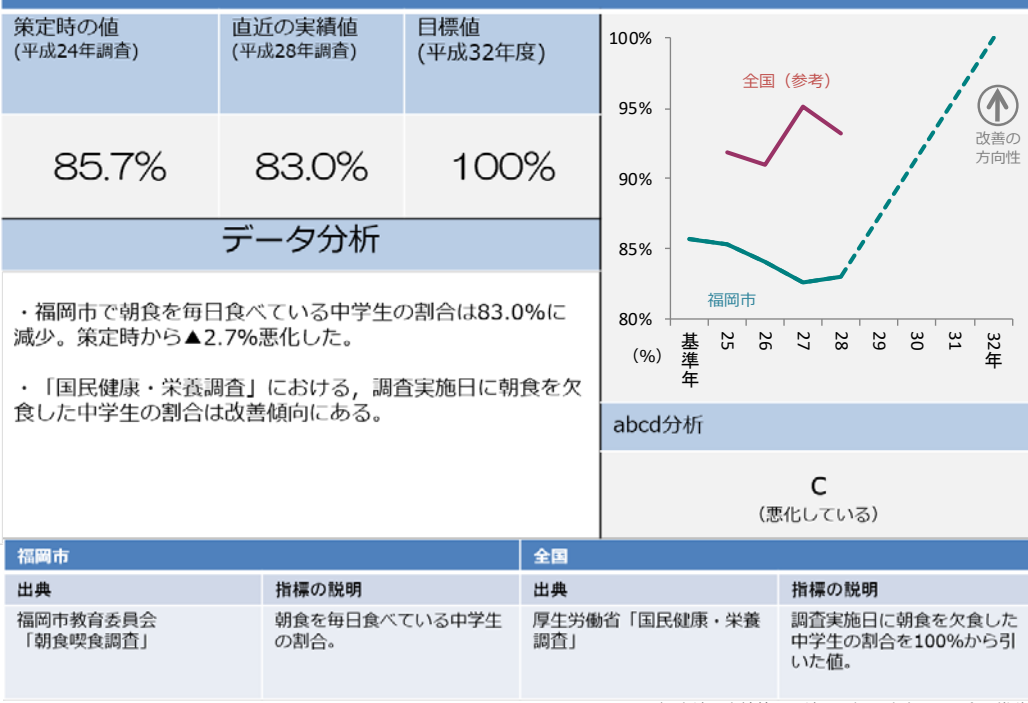 策定時の値
(平成24年調査)
直近の実績値
(平成28年調査)
目標値
(平成32年度)
85.7%
83.0%
100%
データ分析
・福岡市で朝食を毎日食べている中学生の割合は83.0%に
減少。策定時から▲2.7%悪化した。
・「国民健康・栄養調査」における，調査実施日に朝食を欠
食した中学生の割合は改善傾向にある。
100%
95%
90%
85%
80%
(%)
全国（参考）
福岡市
改善の
方向性
基準年
25
26
27
28
29
30
31
32年
abcd分析
C
（悪化している）
福岡市
全国
出典
指標の説明
出典
指標の説明
福岡市教育委員会
「朝食喫食調査」
朝食を毎日食べている中学生
の割合。
厚生労働省「国民健康・栄養
調査」
調査実施日に朝食を欠食した
中学生の割合を100%から引
いた値。